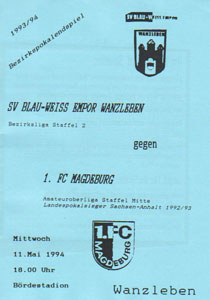 1993/94
Bezirkspokalendspiel
SV BLAU-WEISS EMPOR
WANZLEBEN
SV BLAU-WEISS EMPOR WANZLEBEN
Bezirksliga Staffel 2
gegen
1. FC MAGDEBURG
Amateuroberliga Staffel Mitte
Landespokalsieger Sachsen-Anhalt 1992/93
1.FC
MAGDEBURG
Mittwoch
11.Mai 1994
18.00 Uhr
Bördestadion
Wanzleben